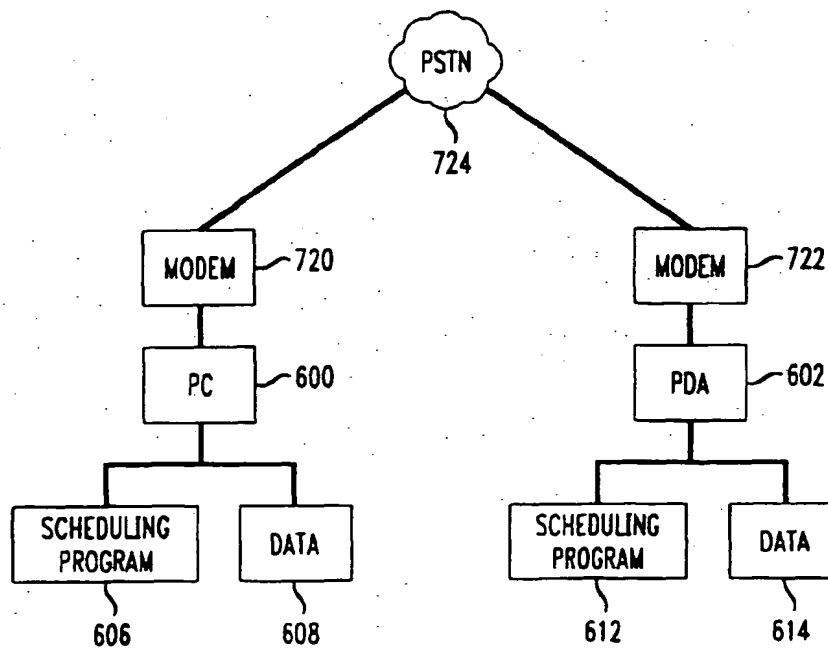 PSTN
724
MODEM
720
MODEM
722
PC
600
PDA
602
SCHEDULING
PROGRAM
DATA
SCHEDULING
PROGRAM
DATA
606
608
612
614